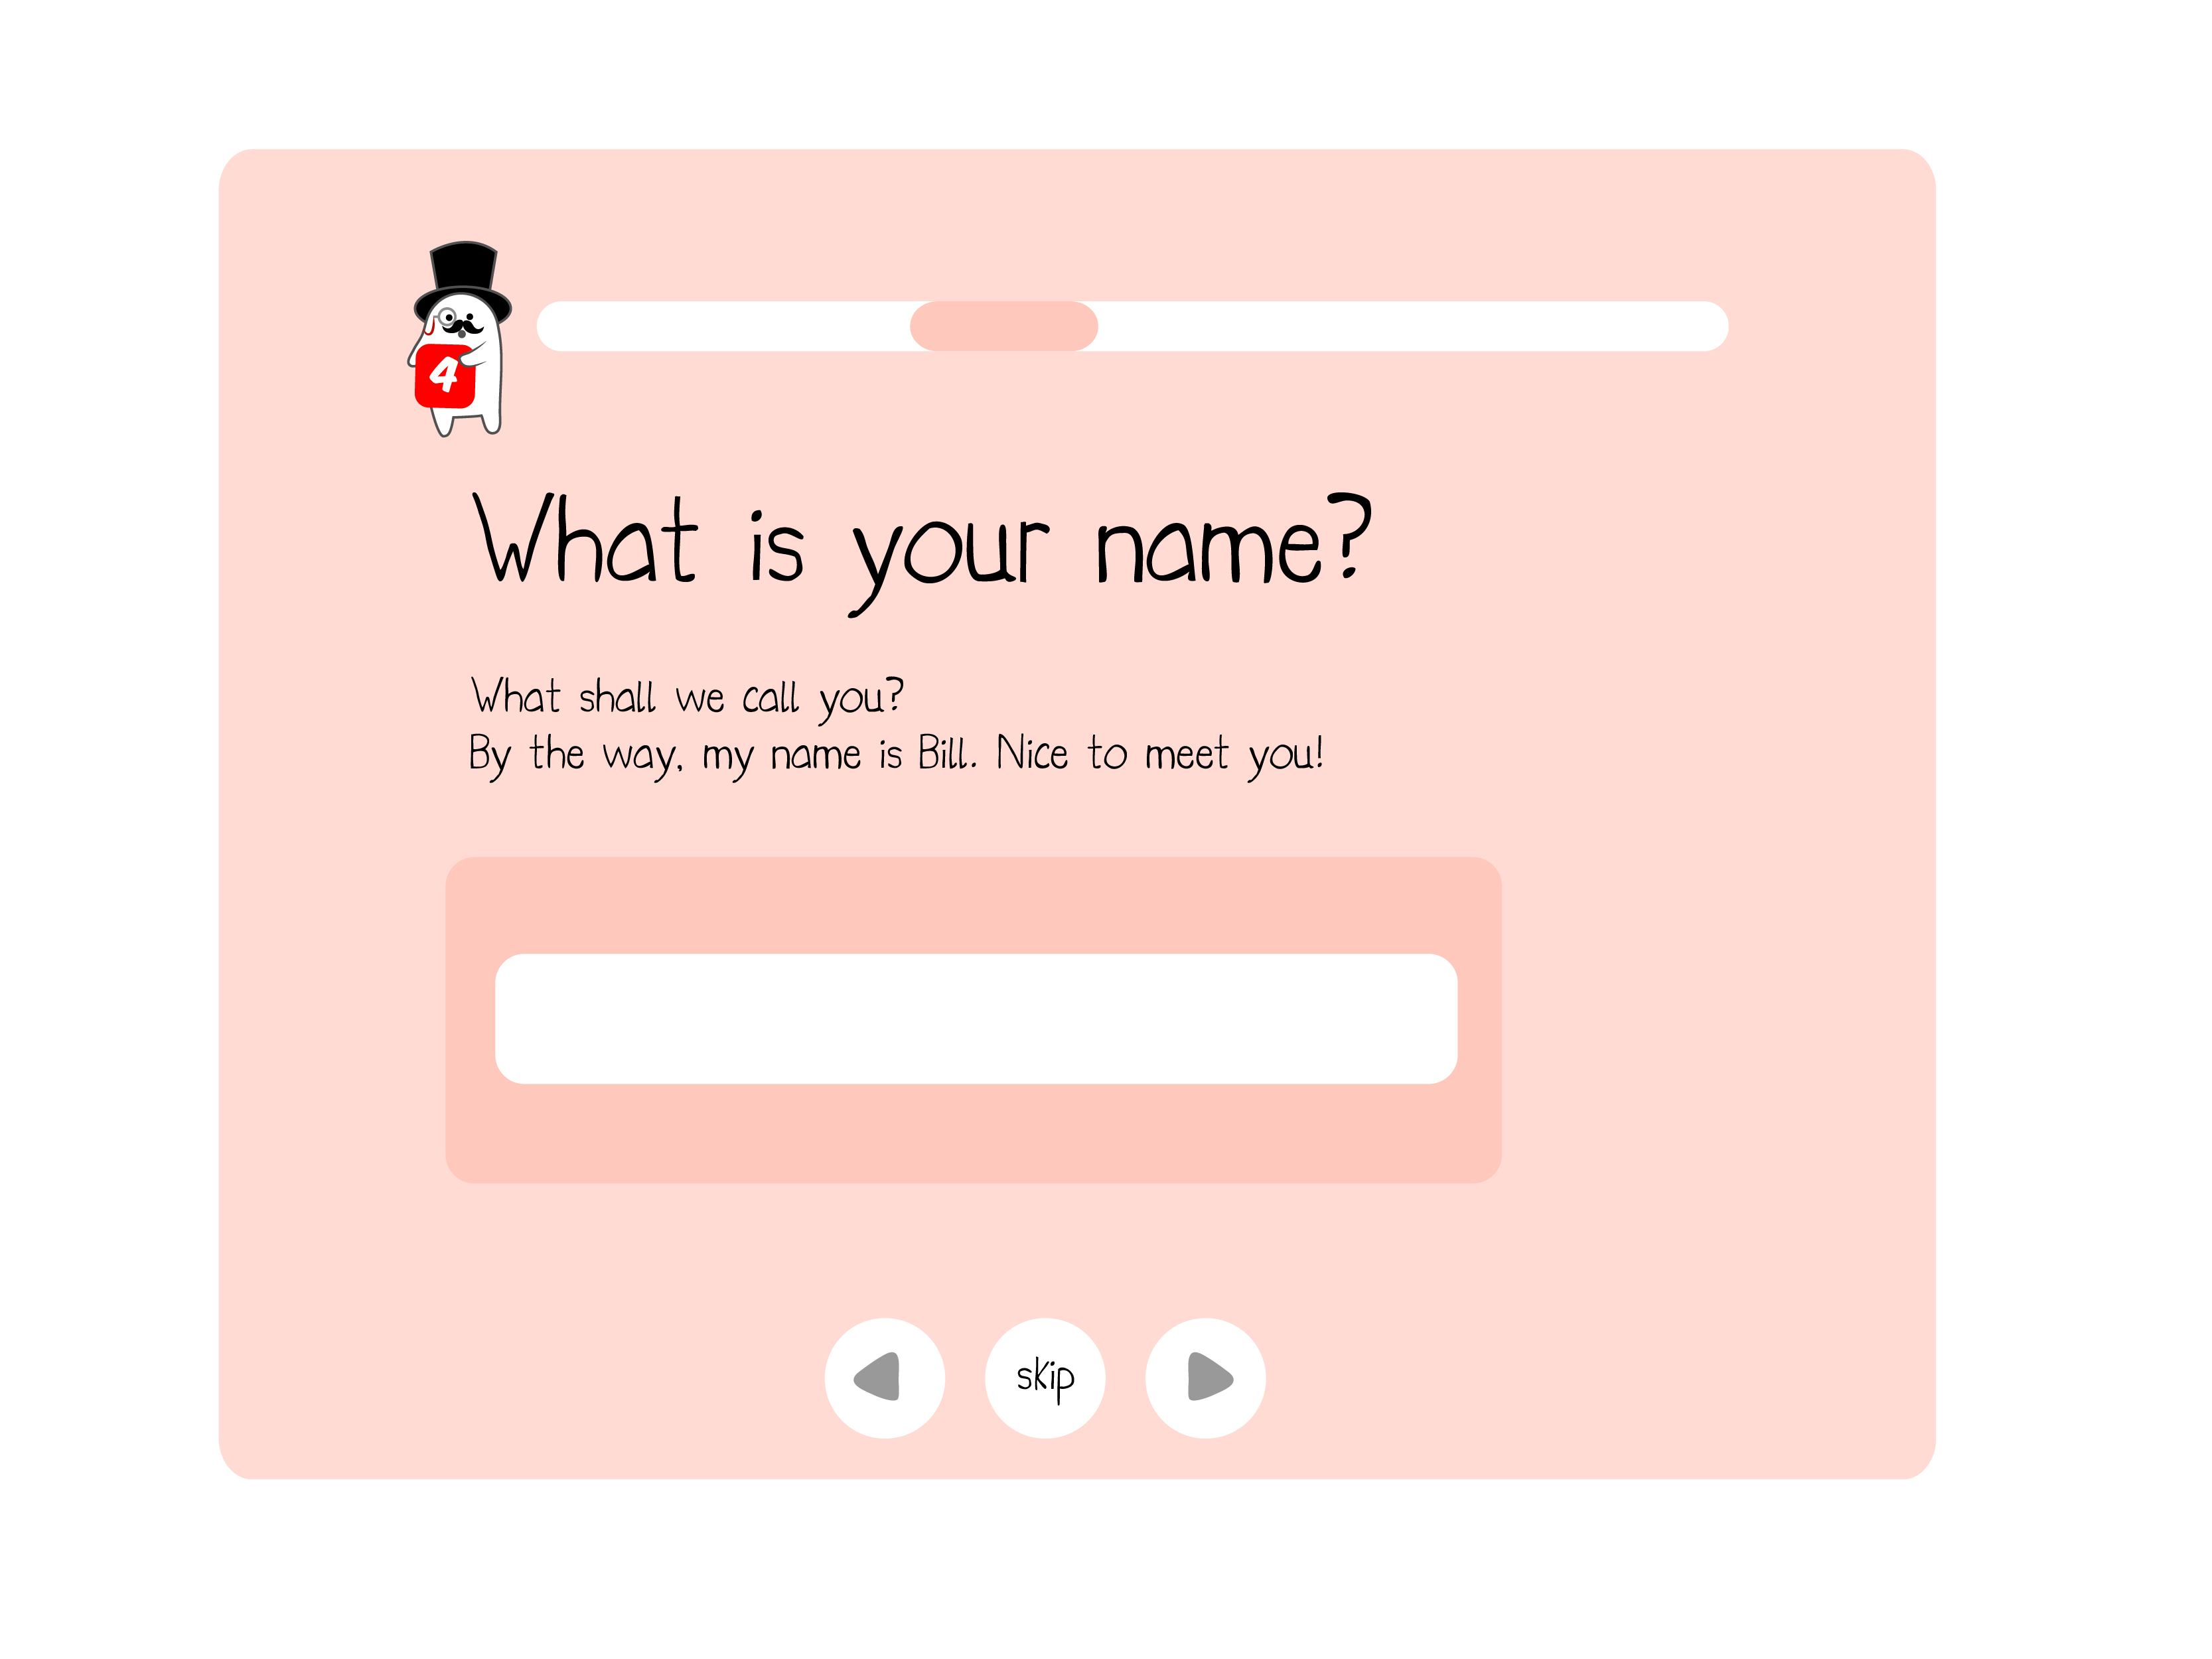 4
What is your name?
What shall we call you?
By the way, my name is Bill. Nice to meet you!
skip